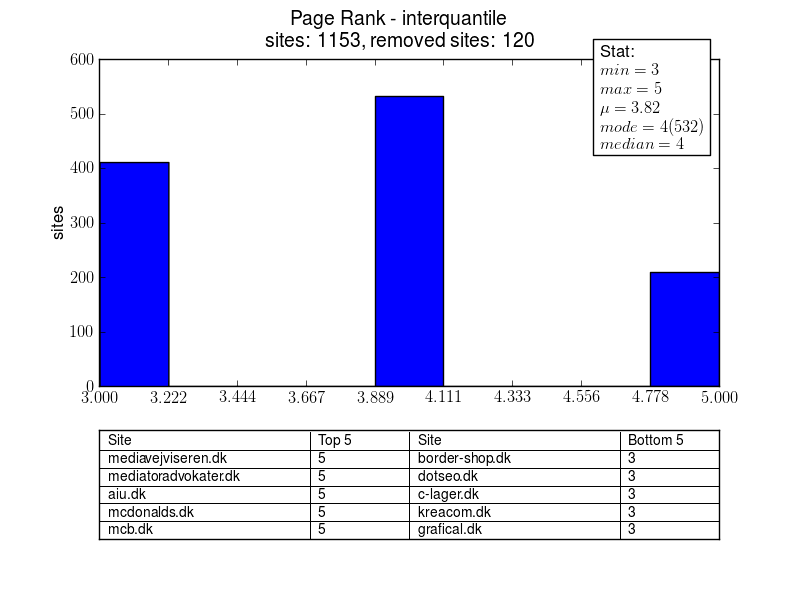 Page Rank - interquantile
sites: 1153, removed sites: 120
Stat:
min = 3
max = 5
μ = 3.82
mode = 4(532)
median = 4
600
500
400
300
200
100
0
sites
3.000 3.222 3.444 3.667 3.889 4.111 4.333 4.556 4.778 5.000
Site Top 5 Site Bottom 5
mediavejviseren.dk 5 border-shop.dk 3
mediatoradvokater.dk 5 dotseo.dk 3
aiu.dk 5 c-lager.dk 3
mcdonalds.dk 5 kreacom.dk 3
mcb.dk 5 grafical.dk 3